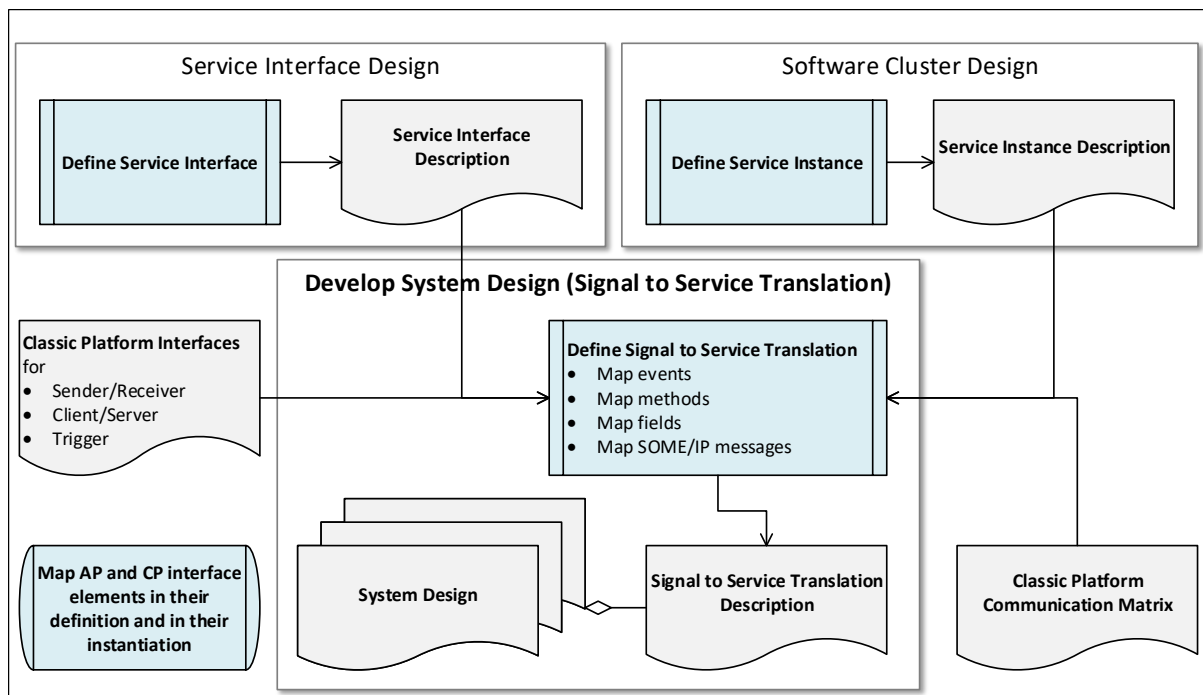 Service Interface Design
Define Service Interface
Service Interface
Description
Software Cluster Design
Define Service Instance
Service Instance Description
Develop System Design (Signal to Service Translation)
Classic Platform Interfaces
for
• Sender/Receiver
• Client/Server
• Trigger
Define Signal to Service Translation
• Map events
• Map methods
• Map fields
• Map SOME/IP messages
Map AP and CP interface
elements in their
definition and in their
instantiation
System Design
Signal to Service Translation
Description
Classic Platform
Communication Matrix